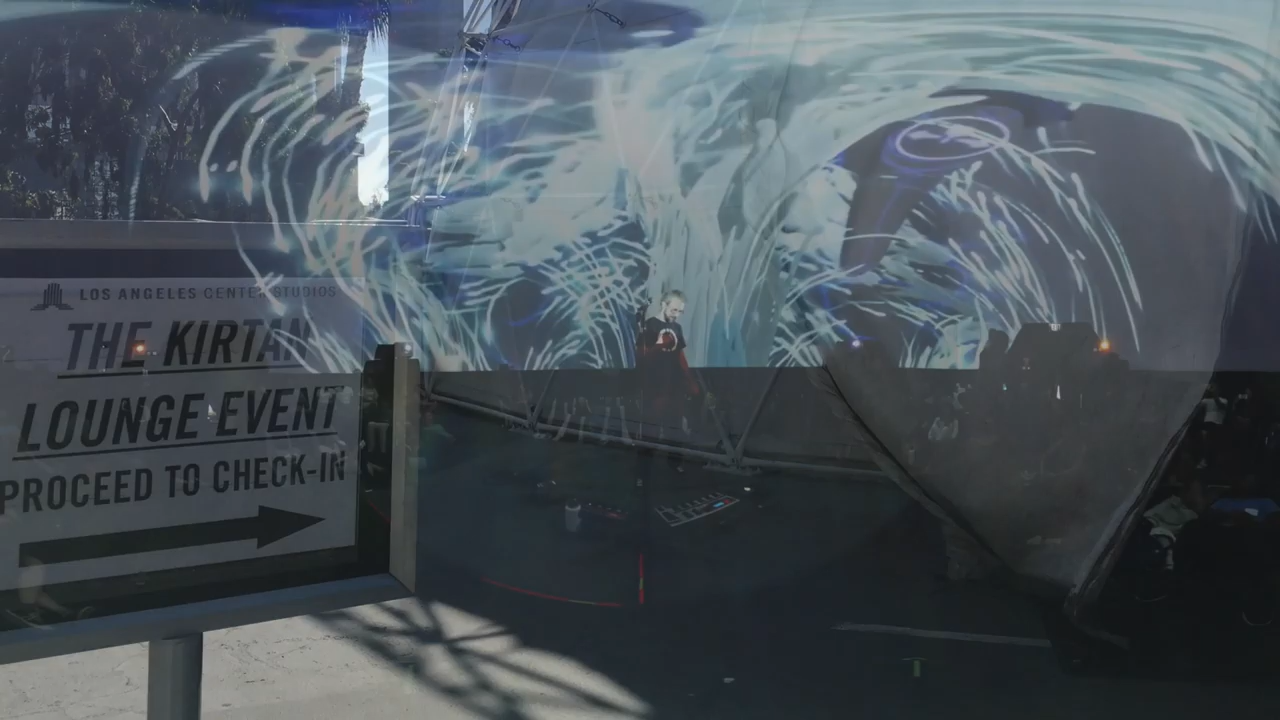 LOS ANGELES CENTER STUDIOS
THE KIRTAN
LOUNGE EVENT
PROCEED TO CHECK-IN